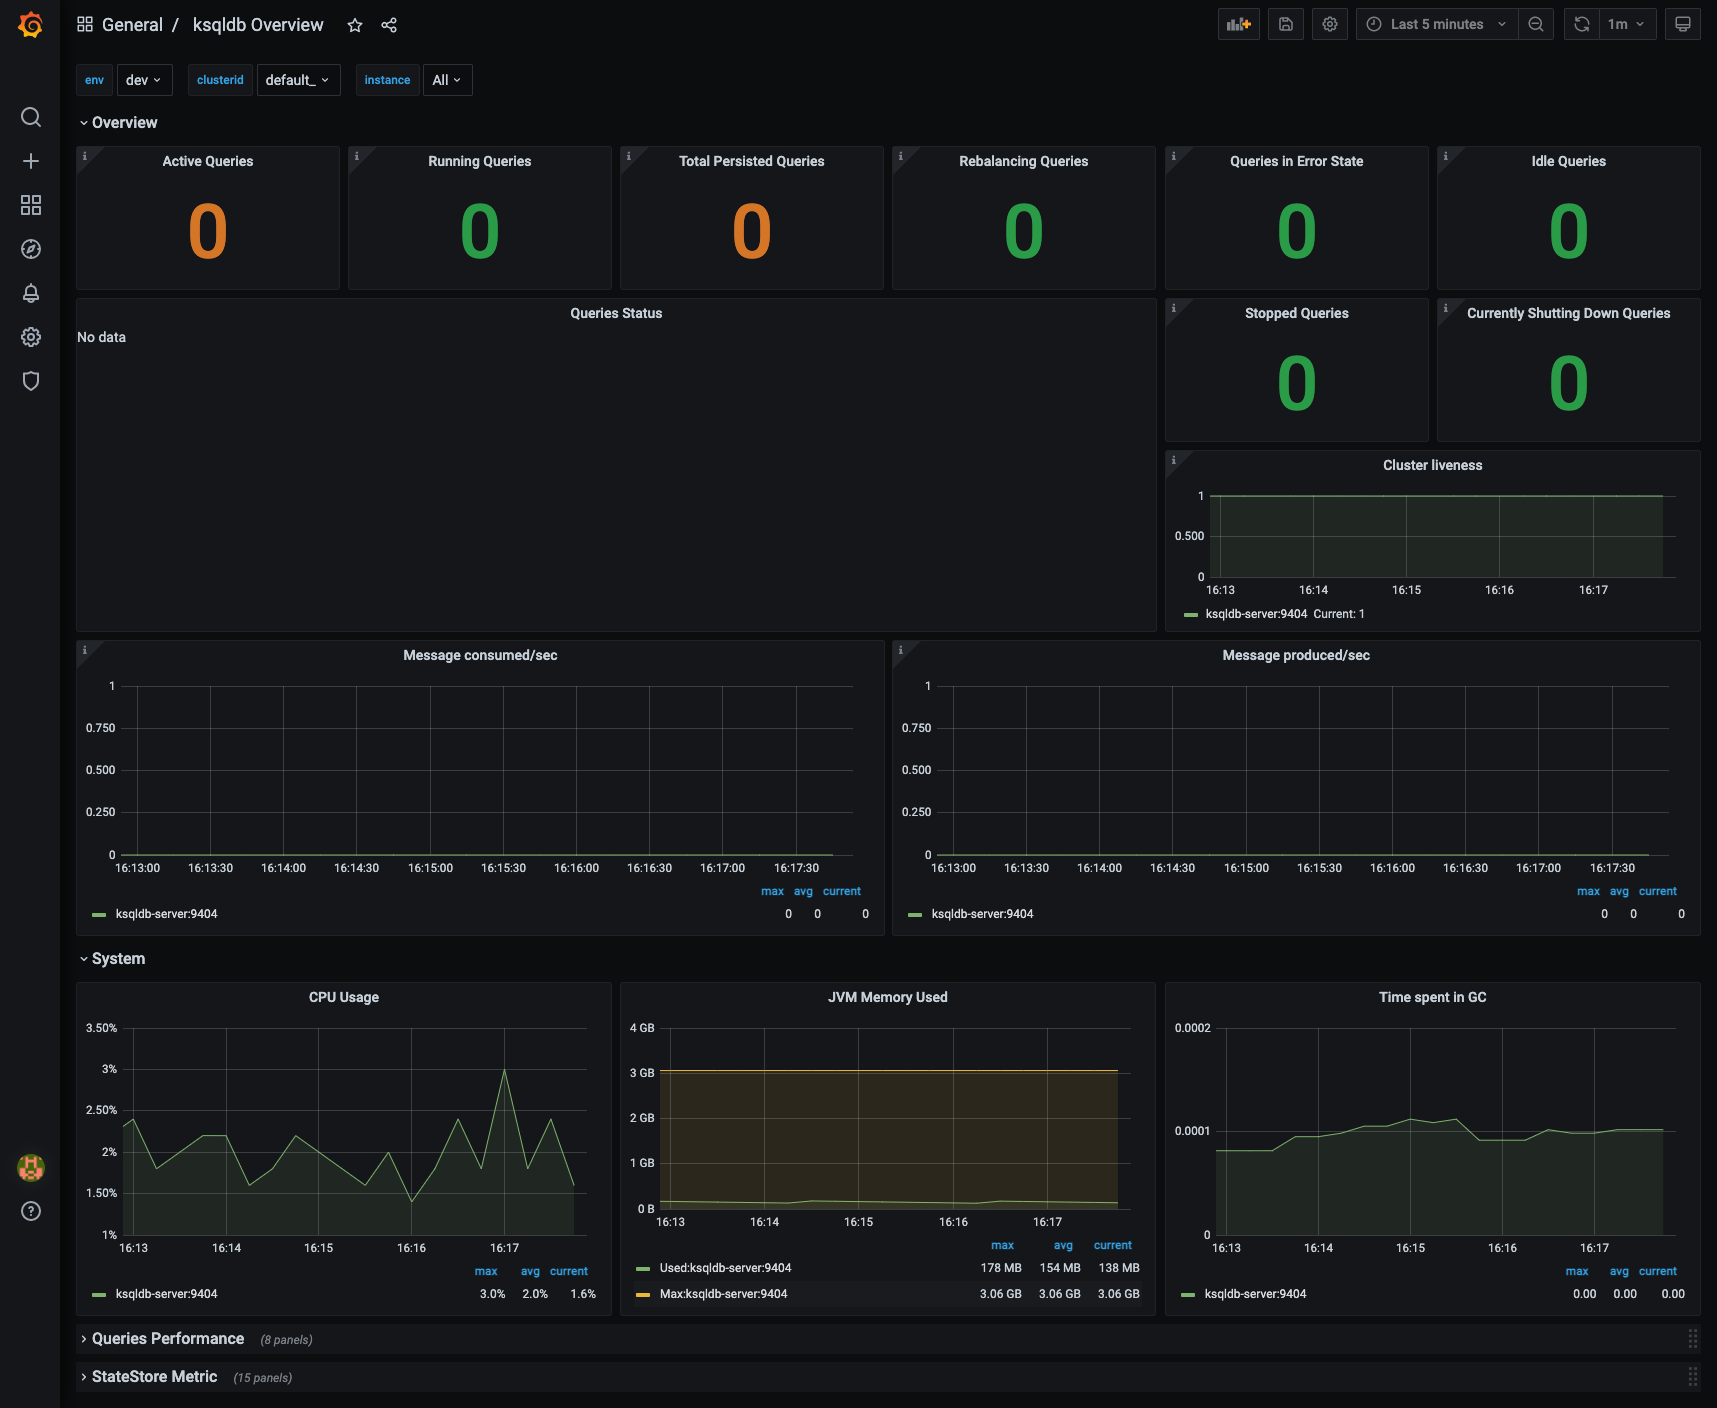 General / ksqldb Overview
Last 5 minutes
1m
env dev clusterid default_ instance All
Overview
Active Queries
0
Running Queries
0
Total Persisted Queries
0
Rebalancing Queries
0
Queries in Error State
0
Idle Queries
0
Queries Status
No data
Stopped Queries
0
Currently Shutting Down Queries
0
Cluster liveness
1
0.500
0
16:13 16:14 16:15 16:16 16:17
ksqldb-server:9404 Current: 1
Message consumed/sec
1
0.750
0.500
0.250
0
16:13:00 16:13:30 16:14:00 16:14:30 16:15:00 16:15:30 16:16:00 16:16:30 16:17:00 16:17:30
max avg current
ksqldb-server:9404 0 0 0
Message produced/sec
1
0.750
0.500
0.250
0
16:13:00 16:13:30 16:14:00 16:14:30 16:15:00 16:15:30 16:16:00 16:16:30 16:17:00 16:17:30
max avg current
ksqldb-server:9404 0 0 0
System
CPU Usage
3.50%
3%
2.50%
2%
1.50%
1%
16:13 16:14 16:15 16:16 16:17
max avg current
ksqldb-server:9404 3.0% 2.0% 1.6%
JVM Memory Used
4 GB
3 GB
2 GB
1 GB
0 B
16:13 16:14 16:15 16:16 16:17
max avg current
Used:ksqldb-server:9404 178 MB 154 MB 138 MB
Max:ksqldb-server:9404 3.06 GB 3.06 GB 3.06 GB
Time spent in GC
0.0002
0.0001
0
16:13 16:14 16:15 16:16 16:17
max avg current
ksqldb-server:9404 0.00 0.00 0.00
Queries Performance (8 panels)
StateStore Metric (15 panels)